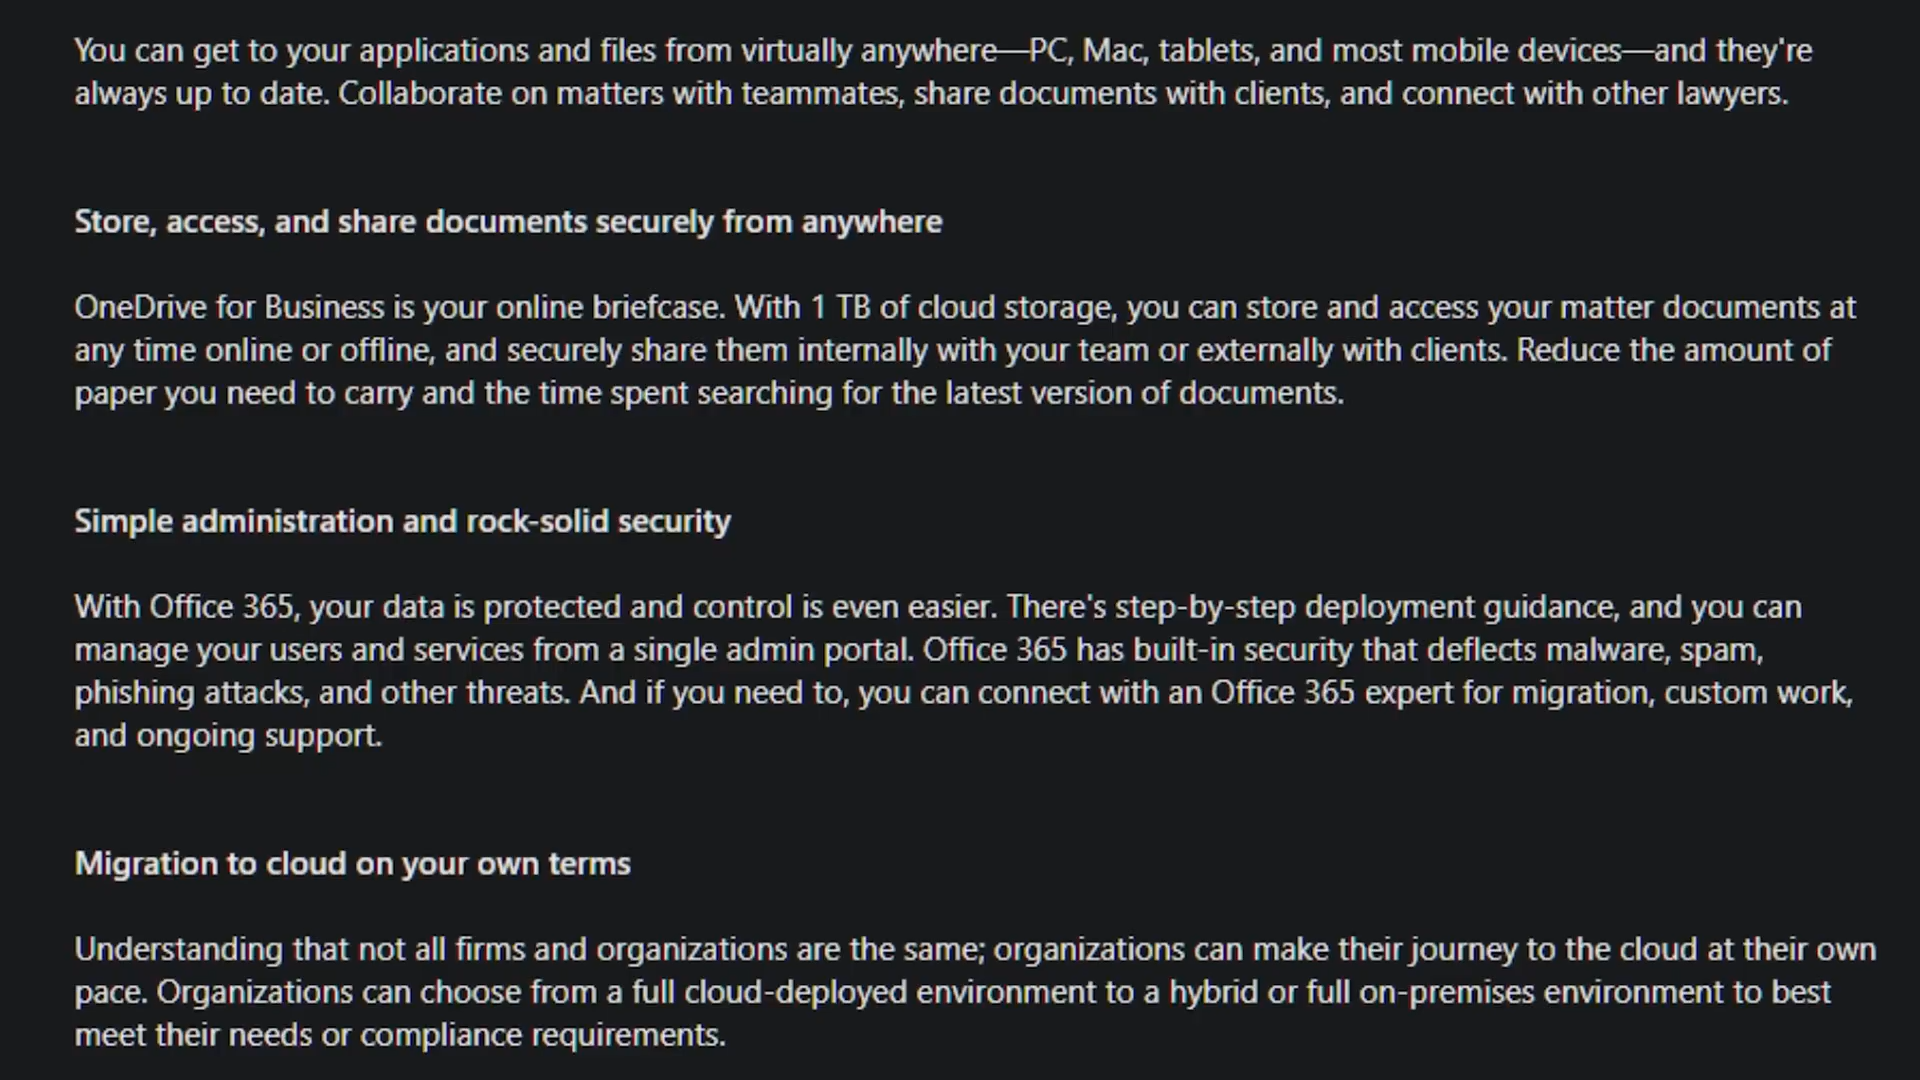 You can get to your applications and files from virtually anywhere—PC, Mac, tablets, and most mobile devices—and they're
always up to date. Collaborate on matters with teammates, share documents with clients, and connect with other lawyers.
Store, access, and share documents securely from anywhere
OneDrive for Business is your online briefcase. With 1 TB of cloud storage, you can store and access your matter documents at
any time online or offline, and securely share them internally with your team or externally with clients. Reduce the amount of
paper you need to carry and the time spent searching for the latest version of documents.
Simple administration and rock-solid security
With Office 365, your data is protected and control is even easier. There's step-by-step deployment guidance, and you can
manage your users and services from a single admin portal. Office 365 has built-in security that deflects malware, spam,
phishing attacks, and other threats. And if you need to, you can connect with an Office 365 expert for migration, custom work,
and ongoing support.
Migration to cloud on your own terms
Understanding that not all firms and organizations are the same; organizations can make their journey to the cloud at their own
pace. Organizations can choose from a full cloud-deployed environment to a hybrid or full on-premises environment to best
meet their needs or compliance requirements.